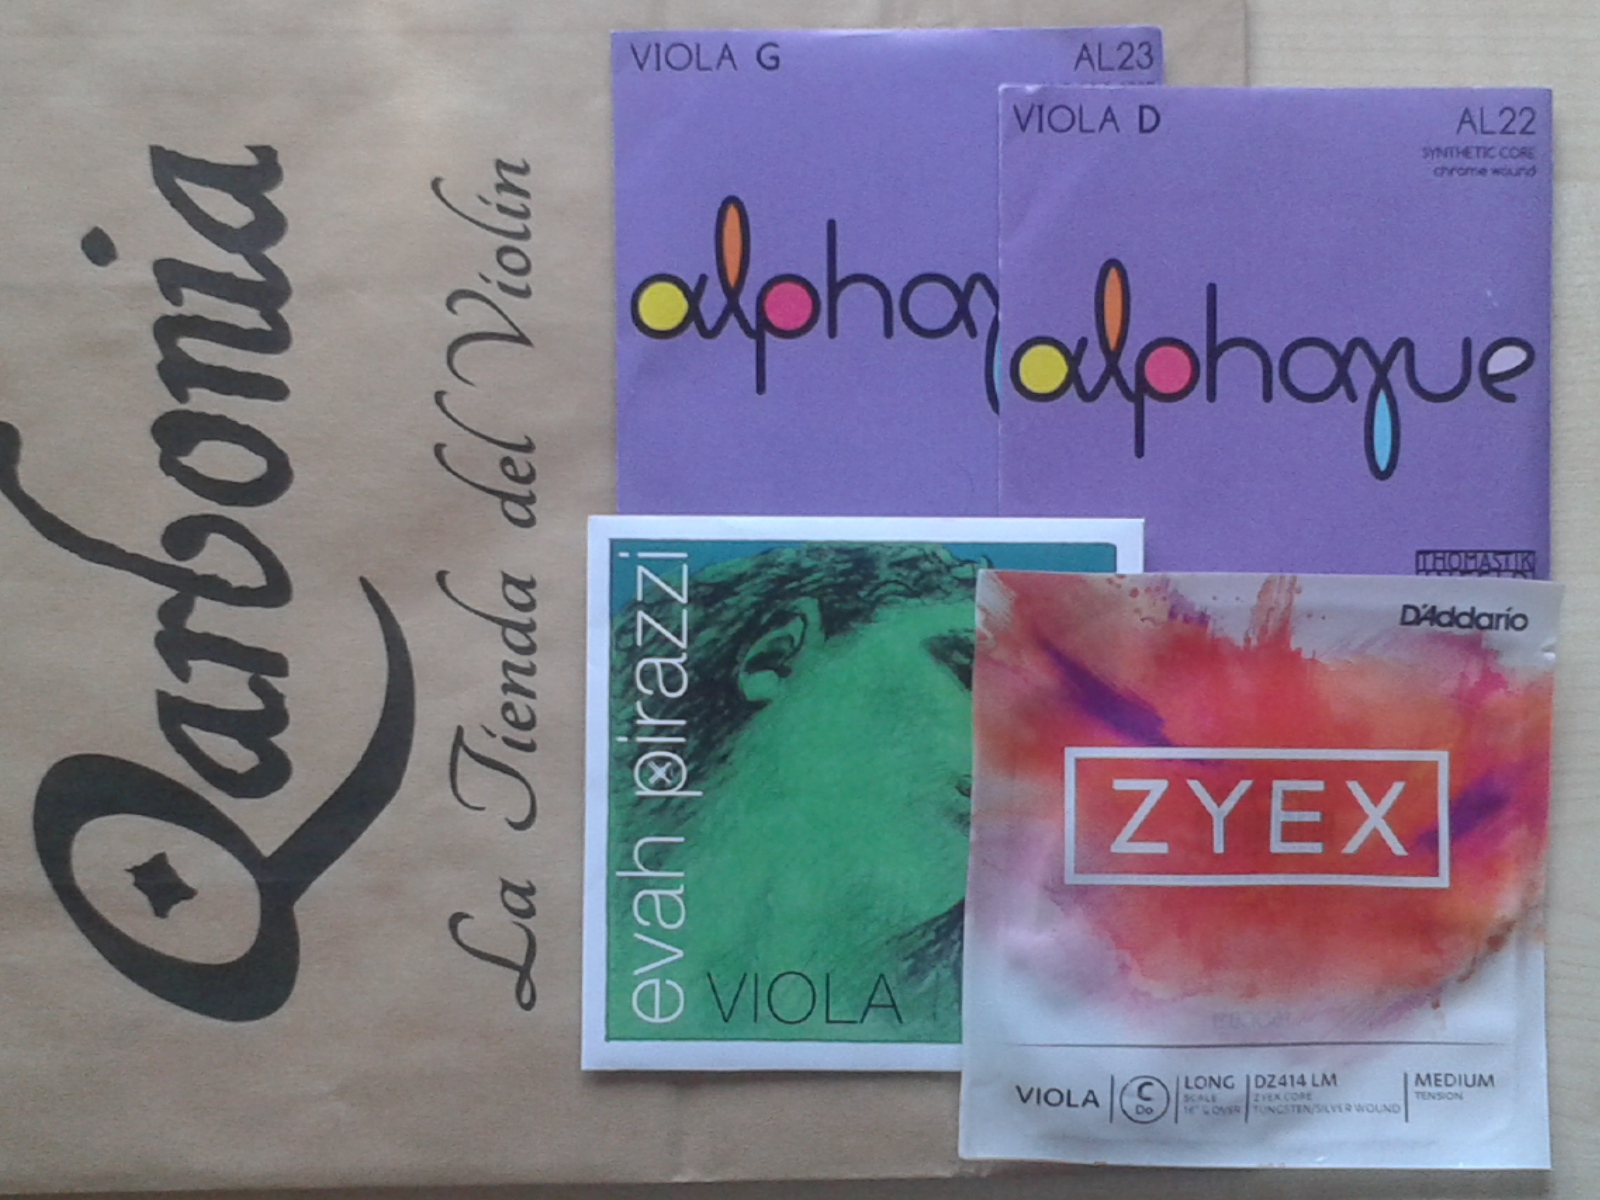 Qarbonia
La Tienda del Violín
VIOLA G
AL23
alphay
VIOLA D
AL22
SYNTHETIC CORE
chrome wound
alphayue
THOMASTIK
evah pirazzi
VIOLA
D'Addario
ZYEX
VIOLA
C
Do
LONG
SCALE
16" & OVER
DZ414 LM
ZYEX CORE
TUNGSTEN/SILVER WOUND
MEDIUM
TENSION